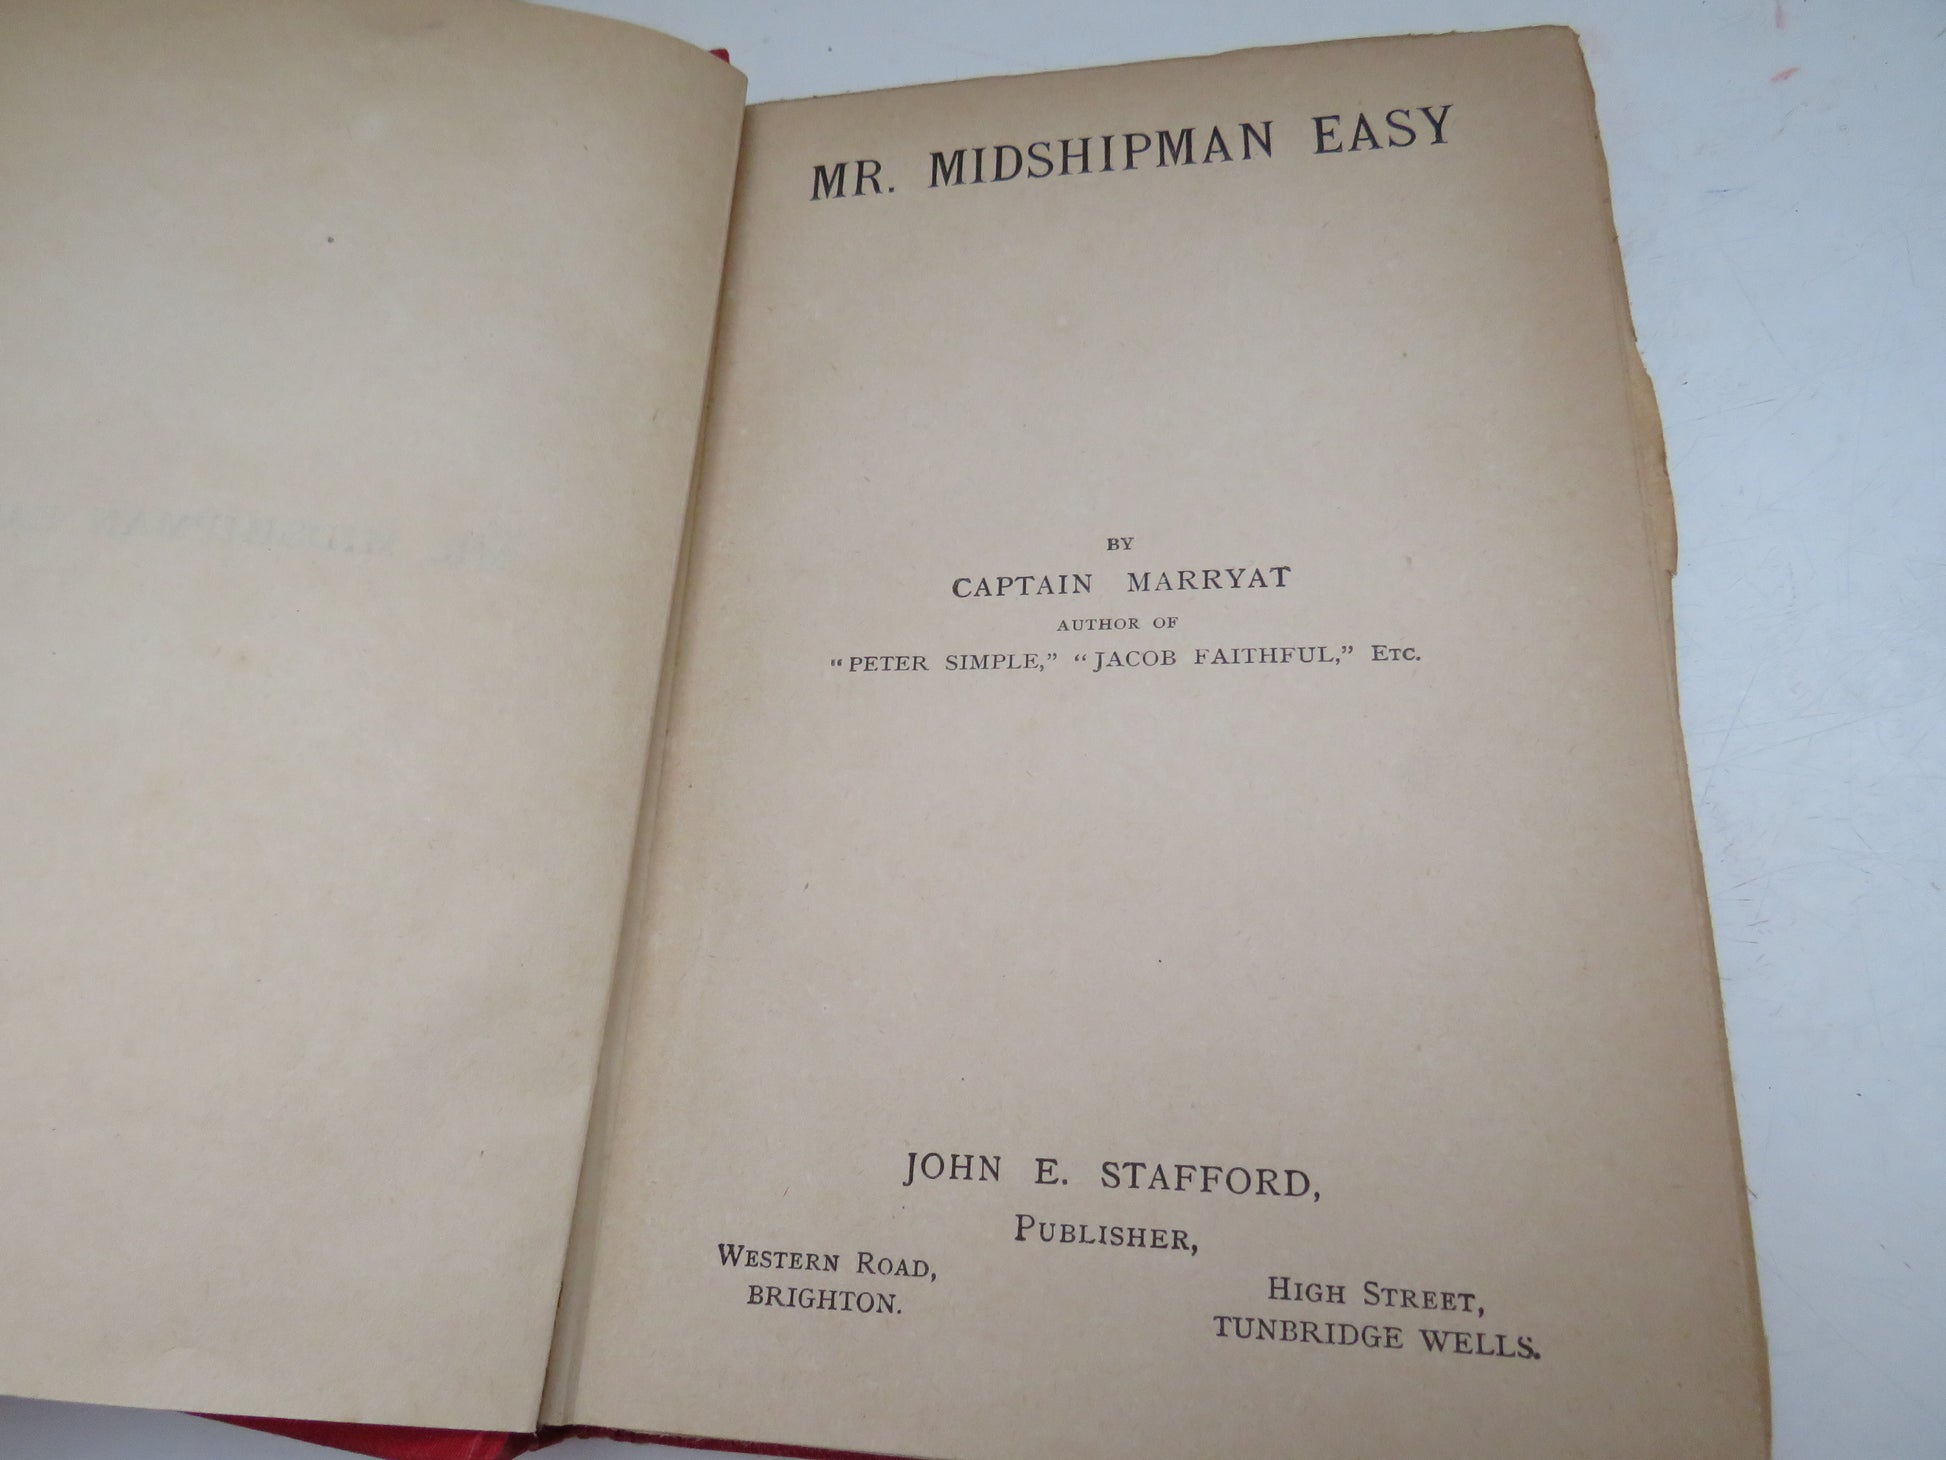 MR. MIDSHIPMAN EASY
BY
CAPTAIN MARRYAT
AUTHOR OF
“PETER SIMPLE,” “JACOB FAITHFUL,” ETC.
JOHN E. STAFFORD,
PUBLISHER,
WESTERN ROAD,
BRIGHTON.
HIGH STREET,
TUNBRIDGE WELLS.